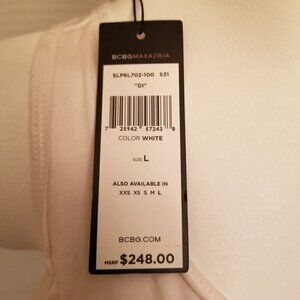 BCBGMAXAZRIA
SLP6L702-100 S31
"DI"
7 25942 57243 8
COLOR WHITE
SIZE L
ALSO AVAILABLE IN
XXS XS S M L
BCBG.COM
MSRP $248.00